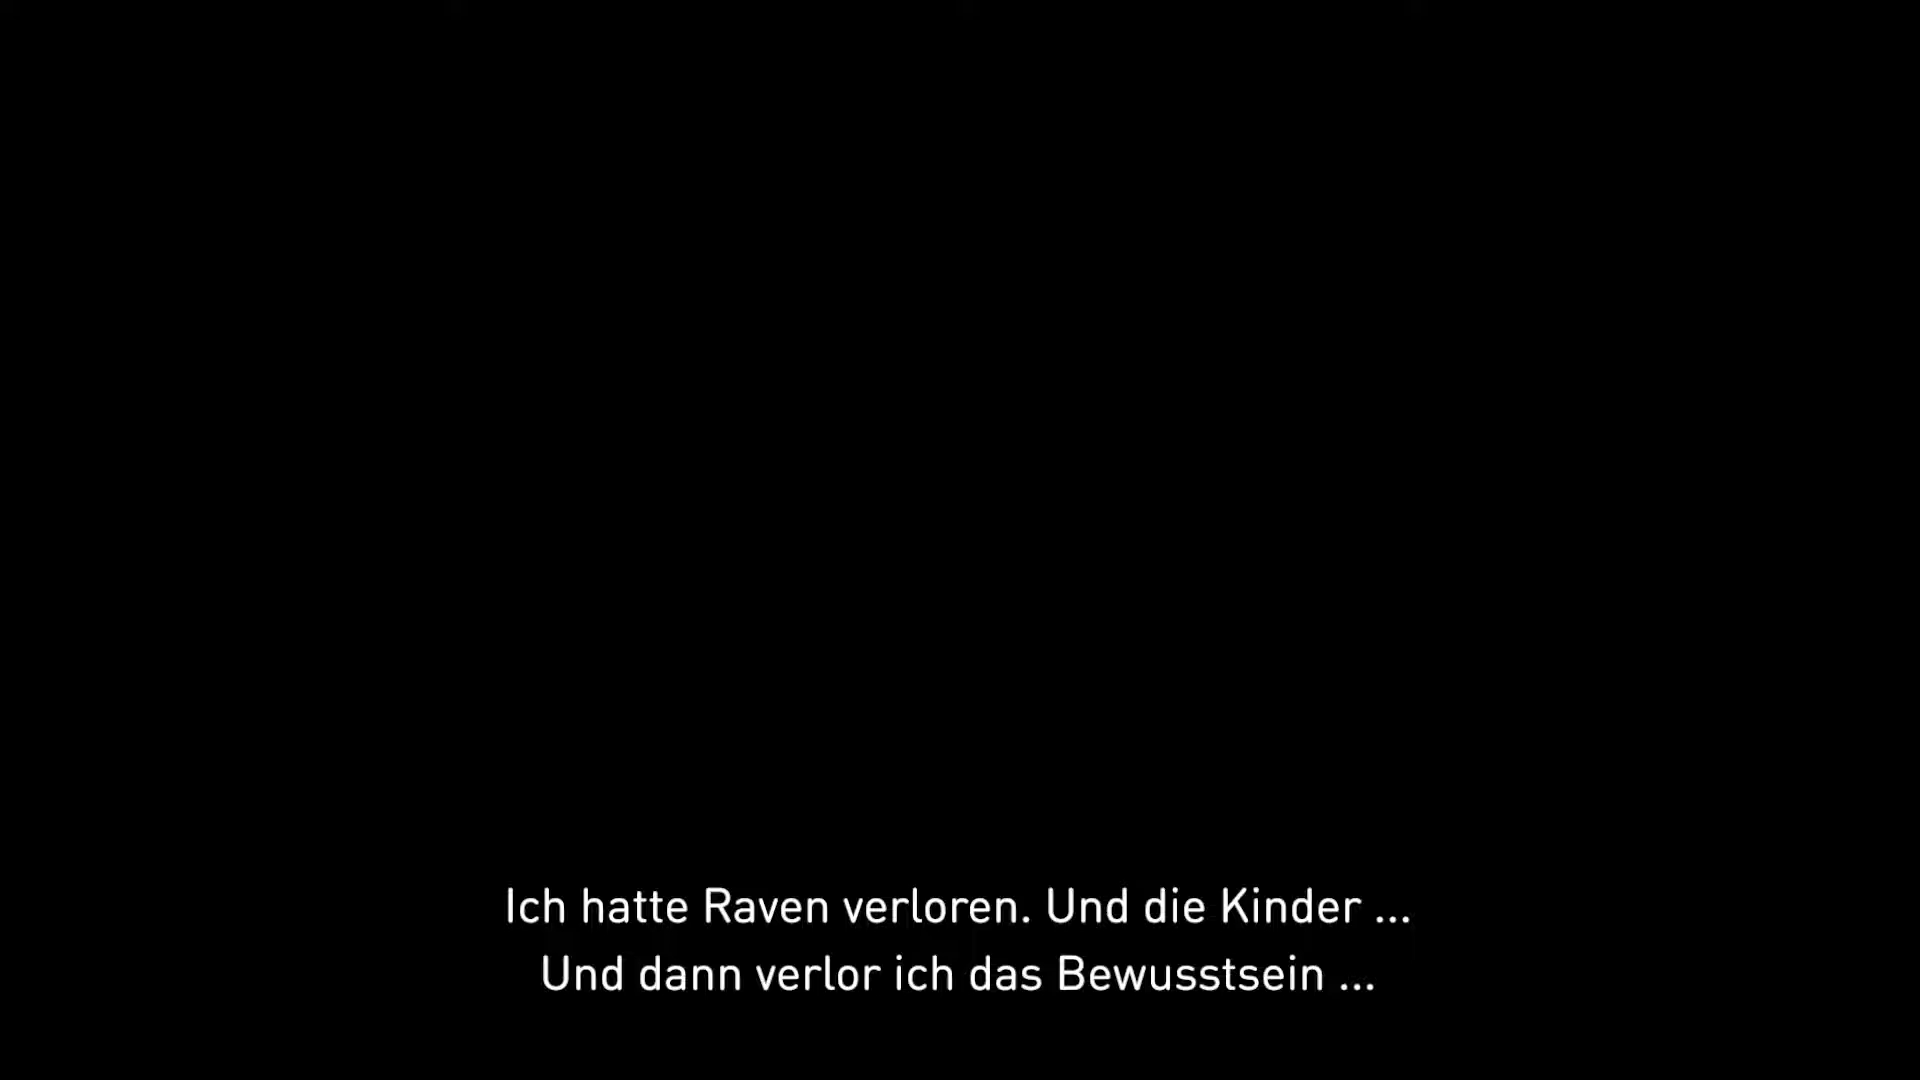 Ich hatte Raven verloren. Und die Kinder ...
Und dann verlor ich das Bewusstsein ...